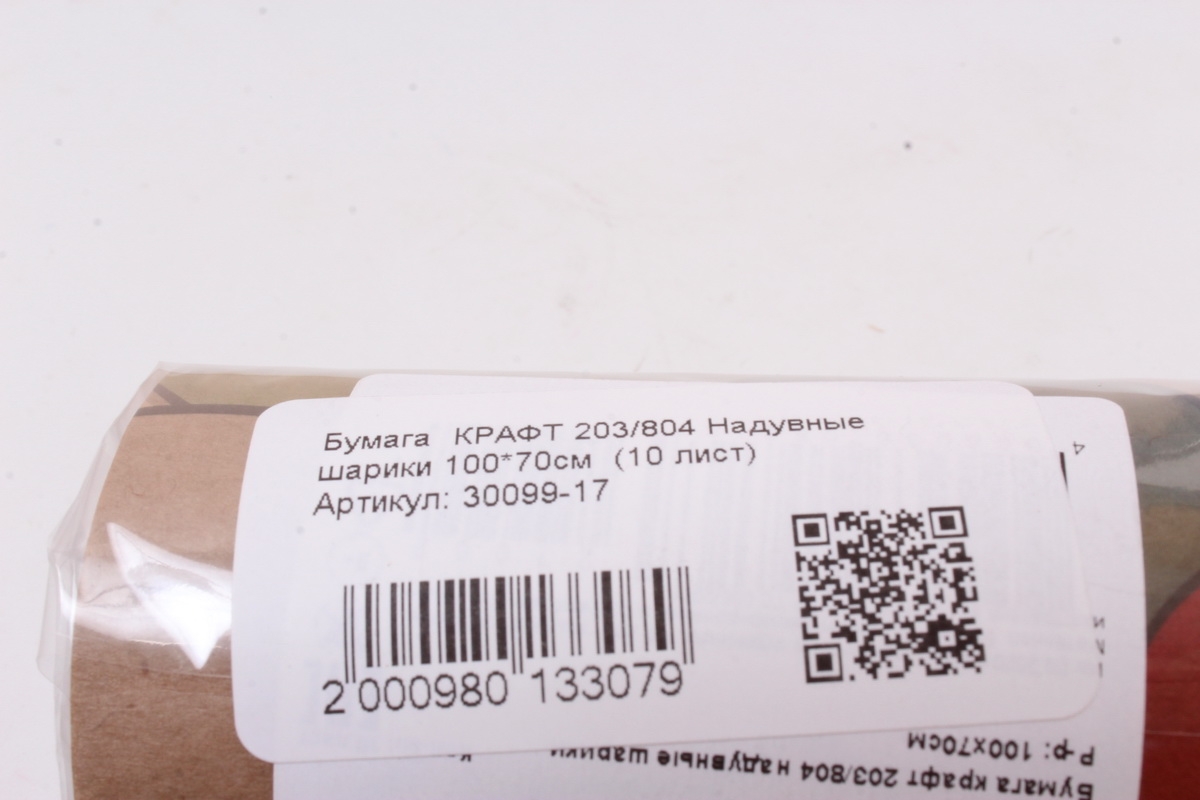 Бумага КРАФТ 203/804 Надувные
шарики 100*70см (10 лист)
Артикул: 30099-17
2 000980 133079
Бумага крафт 203/804 надувные шарики
Р-р: 100х70см